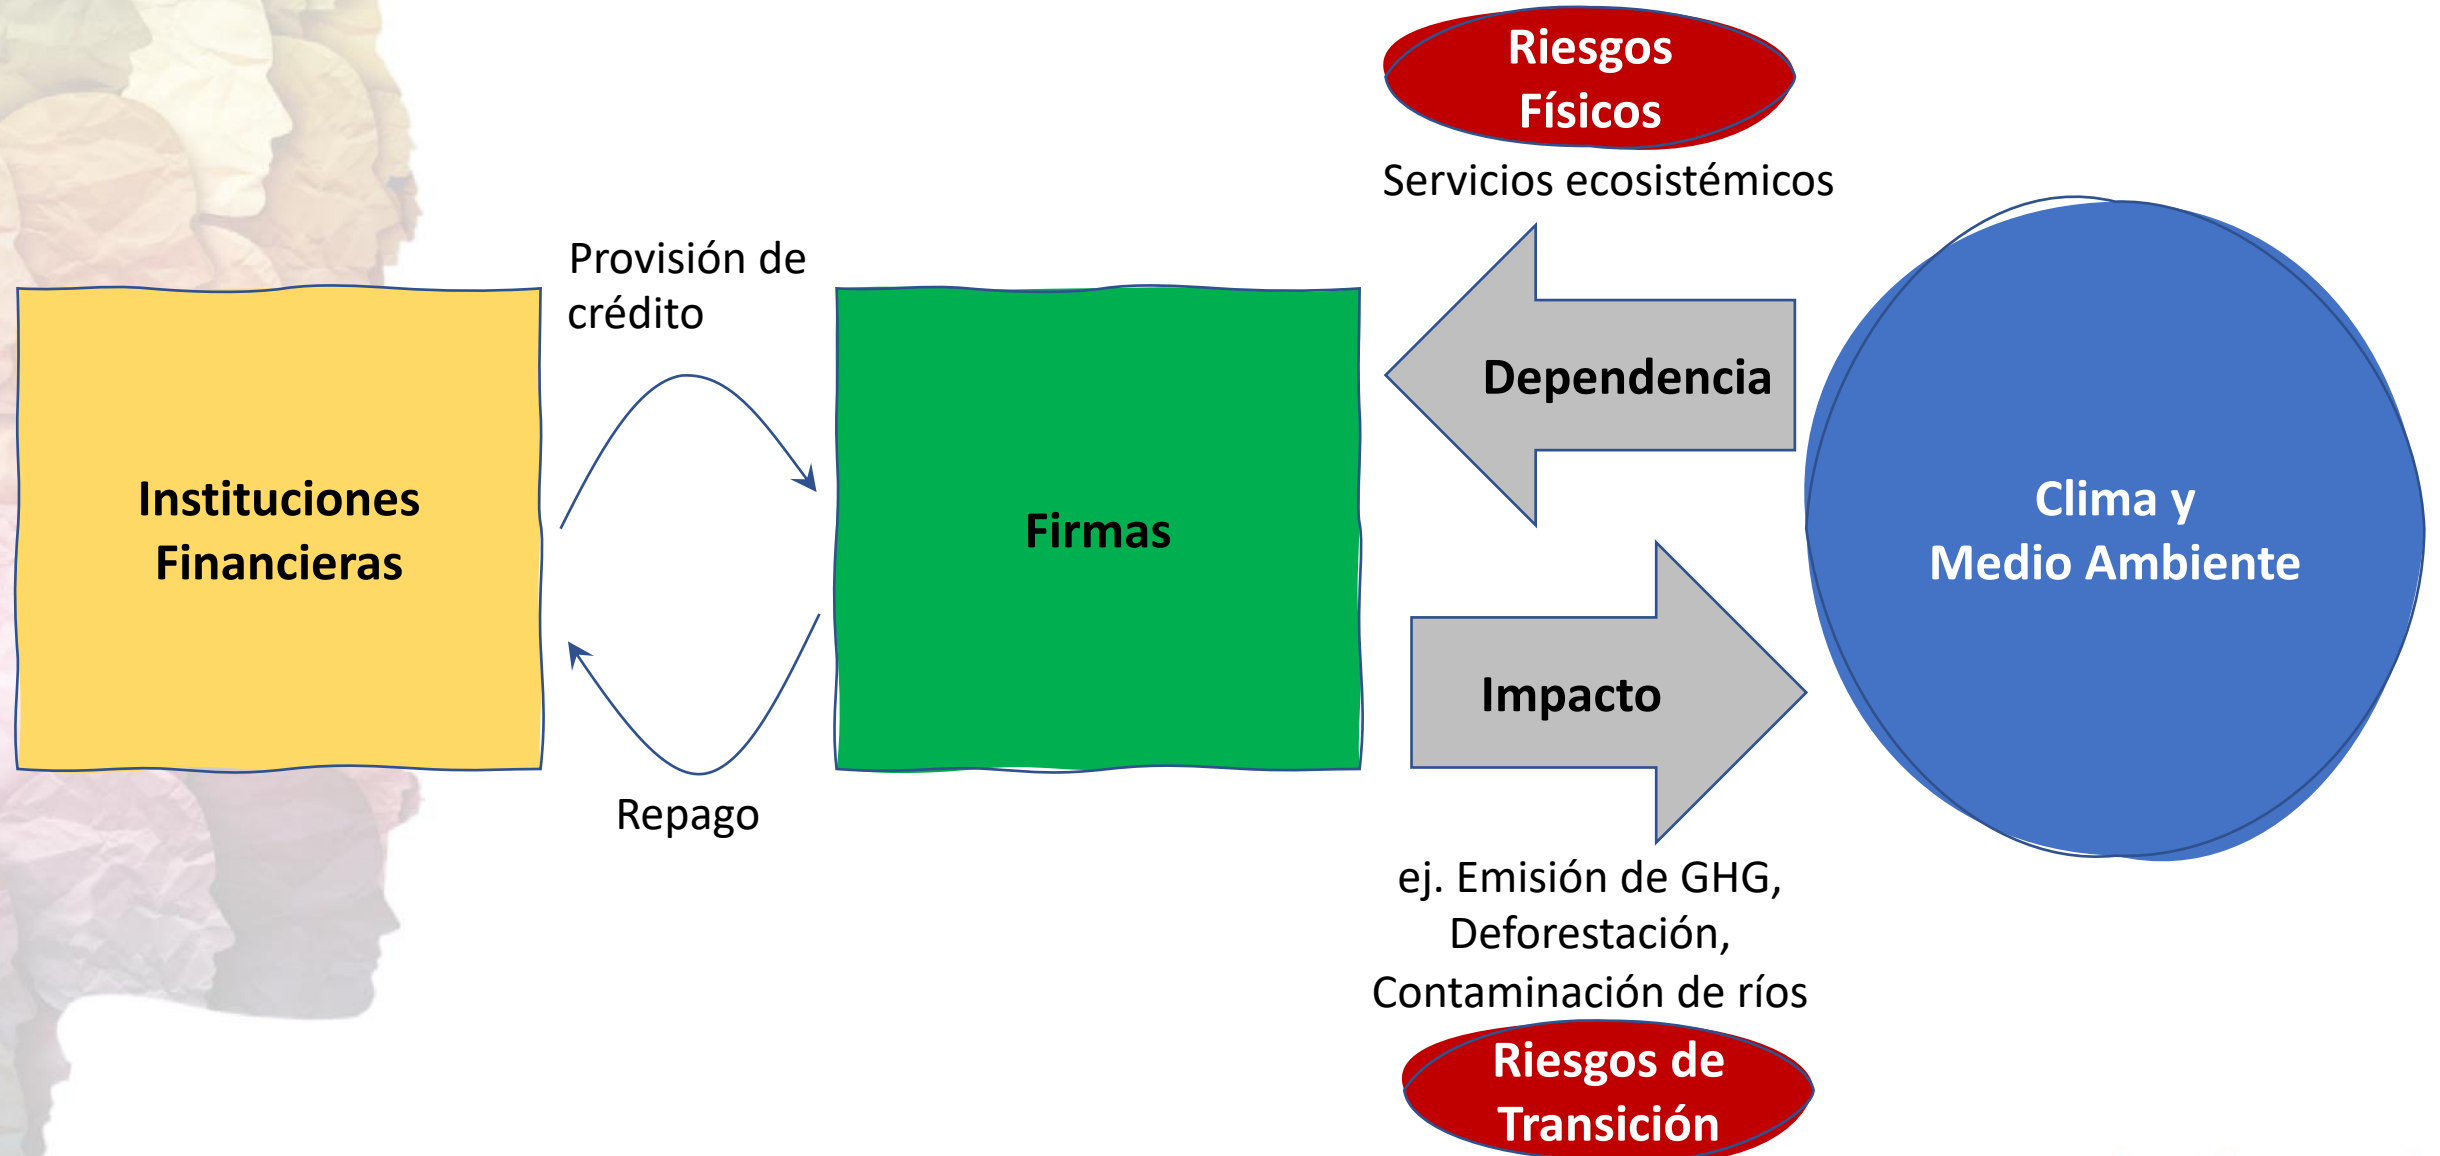 Riesgos
Físicos
Servicios ecosistémicos
Provisión de
crédito
Dependencia
Instituciones
Financieras
Firmas
Clima y
Medio Ambiente
Impacto
Repago
ej. Emisión de GHG,
Deforestación,
Contaminación de ríos
Riesgos de
Transición